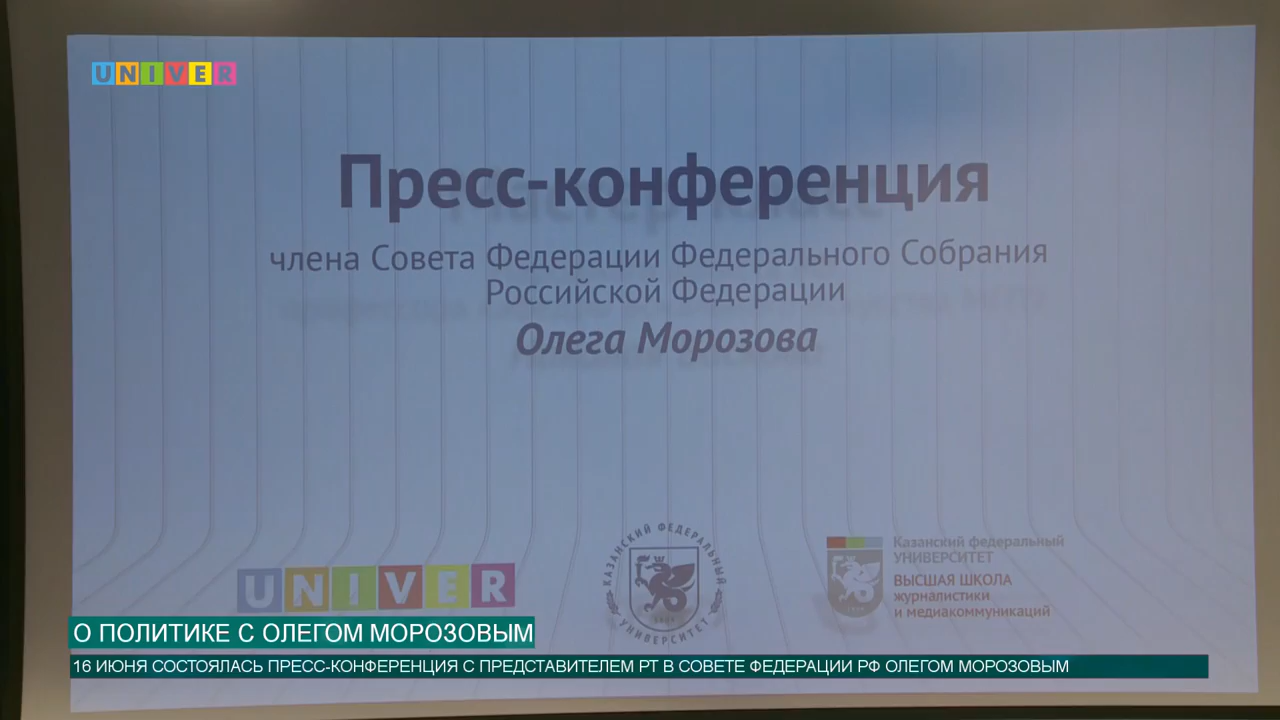 UNIVER
Пресс-конференция
члена Совета Федерации Федерального Собрания
Российской Федерации
Олега Морозова
UNIVER
КАЗАНСКИЙ ФЕДЕРАЛЬНЫЙ
УНИВЕРСИТЕТ
Казанский федеральный
УНИВЕРСИТЕТ
ВЫСШАЯ ШКОЛА
журналистики
и медиакоммуникаций
О ПОЛИТИКЕ С ОЛЕГОМ МОРОЗОВЫМ
16 ИЮНЯ СОСТОЯЛАСЬ ПРЕСС-КОНФЕРЕНЦИЯ С ПРЕДСТАВИТЕЛЕМ РТ В СОВЕТЕ ФЕДЕРАЦИИ РФ ОЛЕГОМ МОРОЗОВЫМ